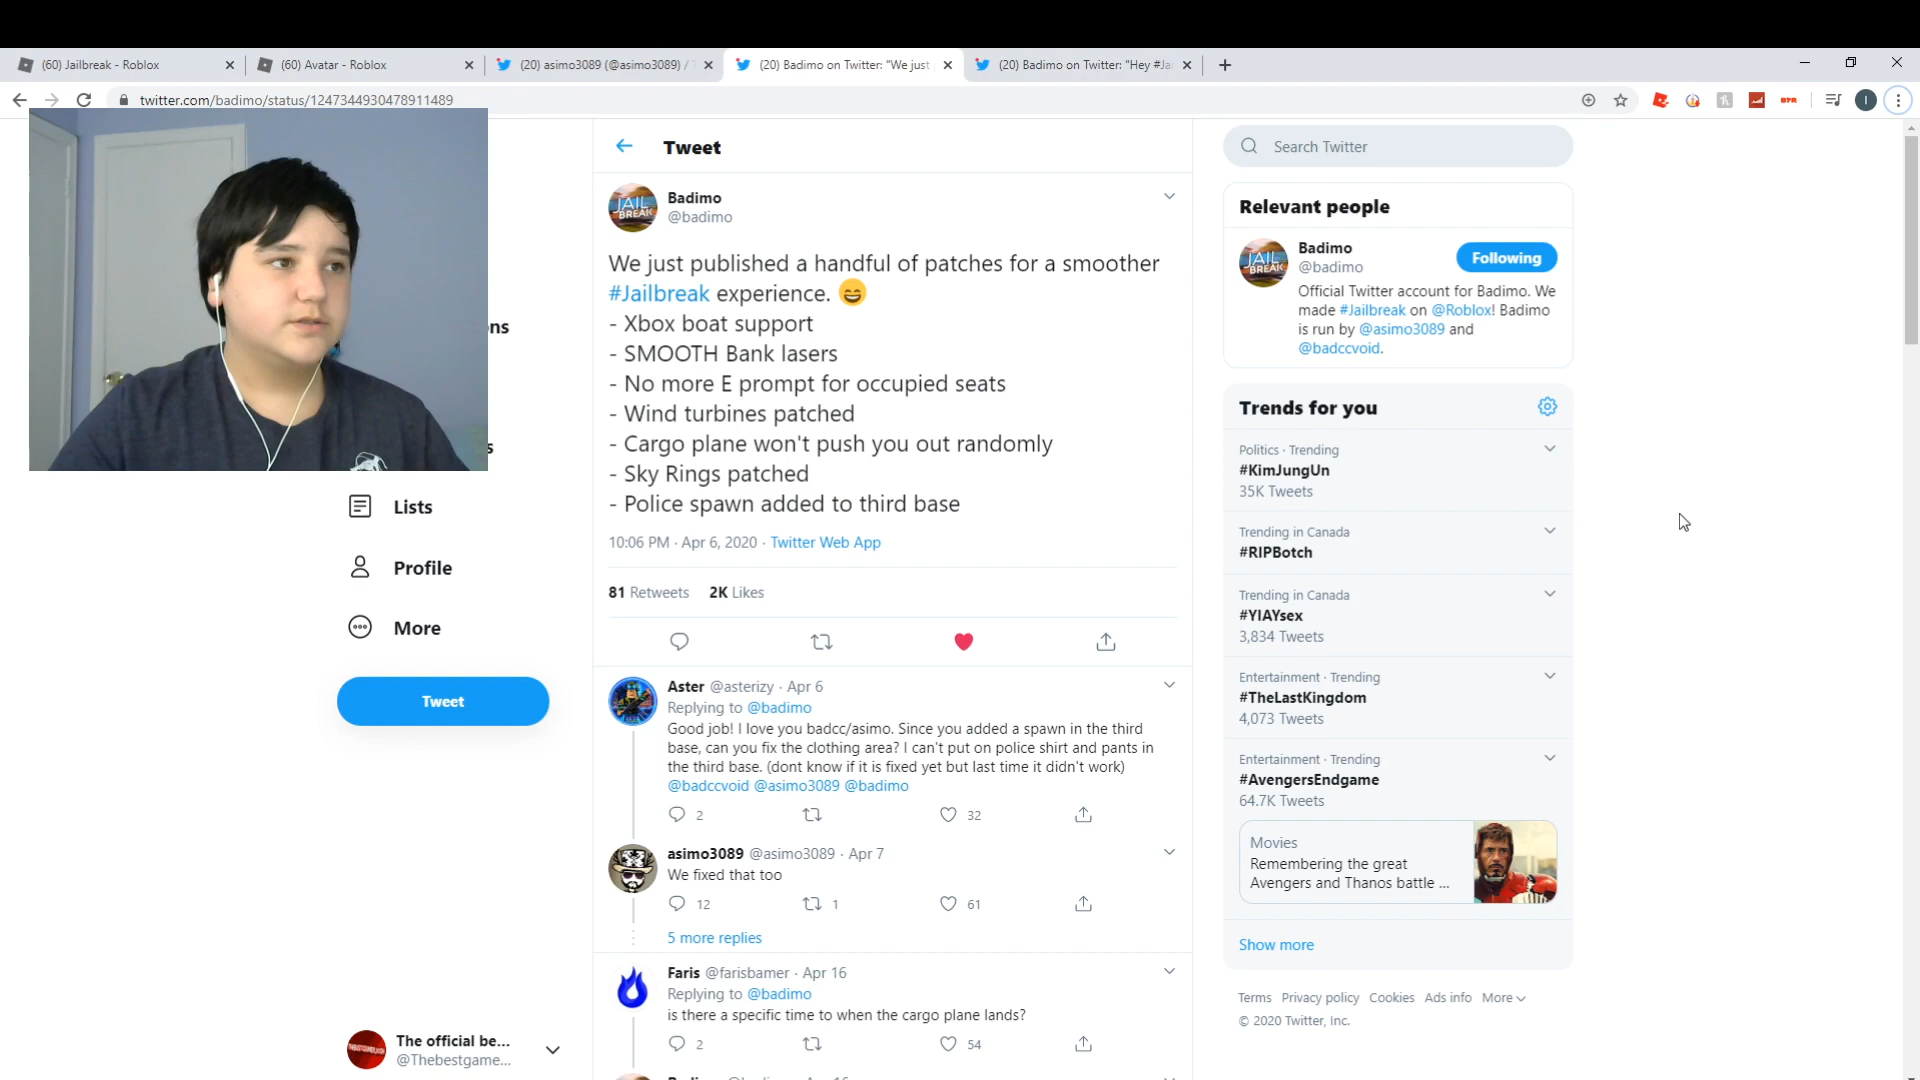 (60) Jailbreak - Roblox
(60) Avatar - Roblox
(20) asimo3089 (@asimo3089) /
(20) Badimo on Twitter: "We just
(20) Badimo on Twitter: "Hey #Ja
twitter.com/badimo/status/1247344930478911489
I
ns
s
Lists
Profile
More
Tweet
The official be...
@Thebestgame...
Tweet
JAIL BREAK
Badimo
@badimo
We just published a handful of patches for a smoother
#Jailbreak experience. 😄
- Xbox boat support
- SMOOTH Bank lasers
- No more E prompt for occupied seats
- Wind turbines patched
- Cargo plane won't push you out randomly
- Sky Rings patched
- Police spawn added to third base
10:06 PM · Apr 6, 2020 · Twitter Web App
81 Retweets 2K Likes
Aster @asterizy · Apr 6
Replying to @badimo
Good job! I love you badcc/asimo. Since you added a spawn in the third
base, can you fix the clothing area? I can't put on police shirt and pants in
the third base. (dont know if it is fixed yet but last time it didn't work)
@badccvoid @asimo3089 @badimo
2 32
asimo3089 @asimo3089 · Apr 7
We fixed that too
12 1 61
5 more replies
Faris @farisbamer · Apr 16
Replying to @badimo
is there a specific time to when the cargo plane lands?
2 54
Search Twitter
Relevant people
JAIL BREAK
Badimo
@badimo
Following
Official Twitter account for Badimo. We
made #Jailbreak on @Roblox! Badimo
is run by @asimo3089 and
@badccvoid.
Trends for you
Politics · Trending
#KimJungUn
35K Tweets
Trending in Canada
#RIPBotch
Trending in Canada
#YIAYsex
3,834 Tweets
Entertainment · Trending
#TheLastKingdom
4,073 Tweets
Entertainment · Trending
#AvengersEndgame
64.7K Tweets
Movies
Remembering the great
Avengers and Thanos battle ...
Show more
Terms Privacy policy Cookies Ads info More
© 2020 Twitter, Inc.